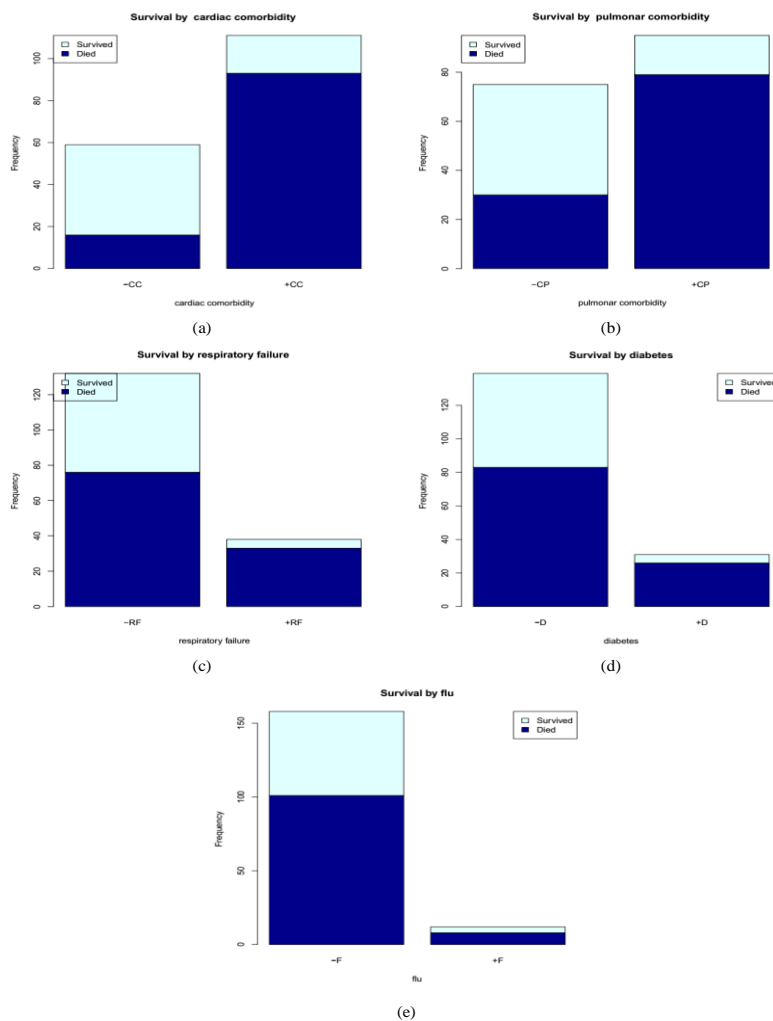 Survival by  cardiac comorbidity
Survived
Died
Frequency
0
20
40
60
80
100
−CC
+CC
cardiac comorbidity
(a)
Survival by  pulmonar comorbidity
Survived
Died
Frequency
0
20
40
60
80
−CP
+CP
pulmonar comorbidity
(b)
Survival by respiratory failure
Survived
Died
Frequency
0
20
40
60
80
100
120
−RF
+RF
respiratory failure
(c)
Survival by diabetes
Survived
Died
Frequency
0
20
40
60
80
100
120
−D
+D
diabetes
(d)
Survival by flu
Survived
Died
Frequency
0
50
100
150
−F
+F
flu
(e)